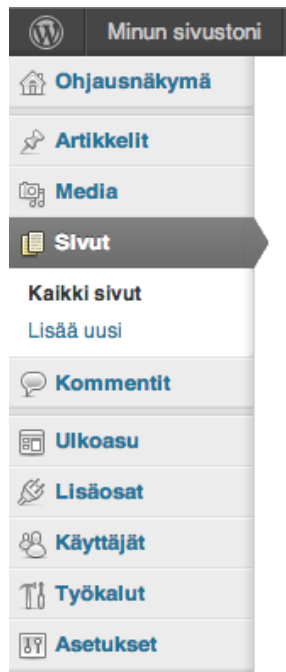 Minun sivustoni
Ohjausnäkymä
Artikkelit
Media
Sivut
Kaikki sivut
Lisää uusi
Kommentit
Ulkoasu
Lisäosat
Käyttäjät
Työkalut
Asetukset